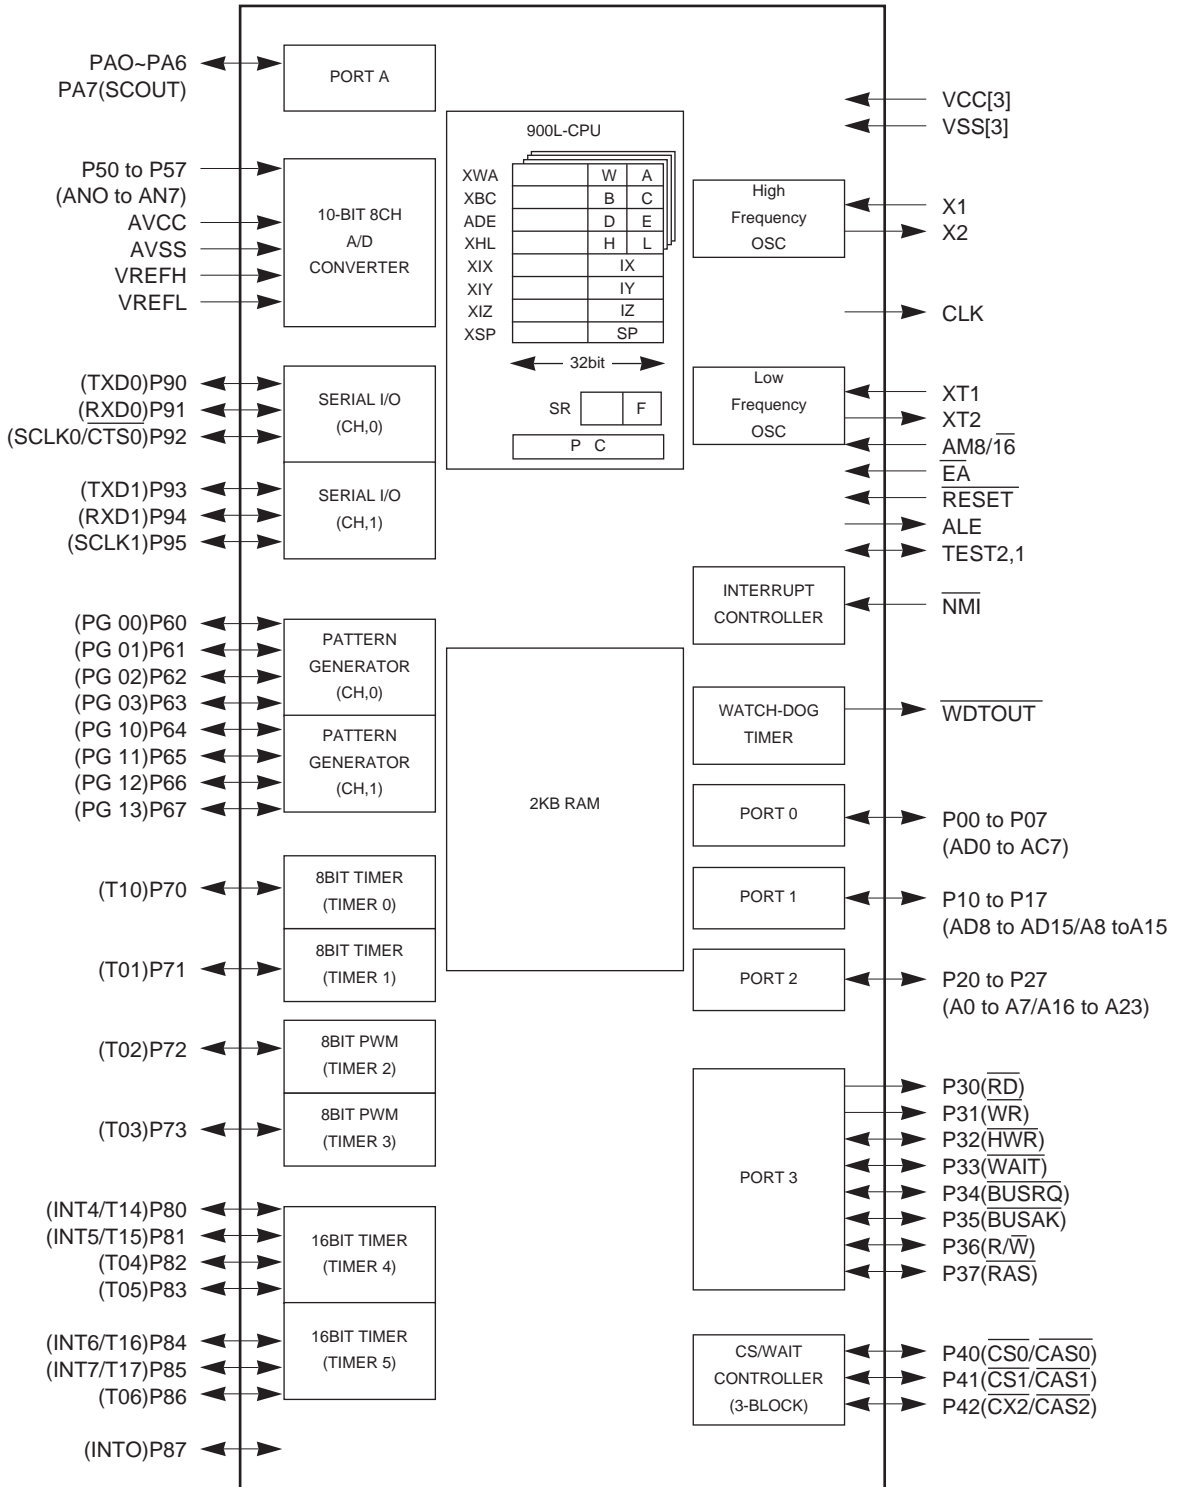 PAO~PA6
PA7(SCOUT)
PORT A
P50 to P57
(ANO to AN7)
AVCC
AVSS
VREFH
VREFL
10-BIT 8CH
A/D
CONVERTER
(TXD0)P90
(RXD0)P91
(SCLK0/CTS0)P92
SERIAL I/O
(CH,0)
(TXD1)P93
(RXD1)P94
(SCLK1)P95
SERIAL I/O
(CH,1)
(PG 00)P60
(PG 01)P61
(PG 02)P62
(PG 03)P63
(PG 10)P64
(PG 11)P65
(PG 12)P66
(PG 13)P67
PATTERN
GENERATOR
(CH,0)
PATTERN
GENERATOR
(CH,1)
(T10)P70
8BIT TIMER
(TIMER 0)
(T01)P71
8BIT TIMER
(TIMER 1)
(T02)P72
8BIT PWM
(TIMER 2)
(T03)P73
8BIT PWM
(TIMER 3)
(INT4/T14)P80
(INT5/T15)P81
(T04)P82
(T05)P83
16BIT TIMER
(TIMER 4)
(INT6/T16)P84
(INT7/T17)P85
(T06)P86
16BIT TIMER
(TIMER 5)
(INTO)P87
900L-CPU
XWA W A
XBC B C
ADE D E
XHL H L
XIX IX
XIY IY
XIZ IZ
XSP SP
32bit
SR F
P C
2KB RAM
VCC[3]
VSS[3]
High
Frequency
OSC
X1
X2
CLK
Low
Frequency
OSC
XT1
XT2
AM8/16
EA
RESET
ALE
TEST2,1
INTERRUPT
CONTROLLER
NMI
WATCH-DOG
TIMER
WDTOUT
PORT 0
P00 to P07
(AD0 to AC7)
PORT 1
P10 to P17
(AD8 to AD15/A8 toA15
PORT 2
P20 to P27
(A0 to A7/A16 to A23)
PORT 3
P30(RD)
P31(WR)
P32(HWR)
P33(WAIT)
P34(BUSRQ)
P35(BUSAK)
P36(R/W)
P37(RAS)
CS/WAIT
CONTROLLER
(3-BLOCK)
P40(CS0/CAS0)
P41(CS1/CAS1)
P42(CX2/CAS2)